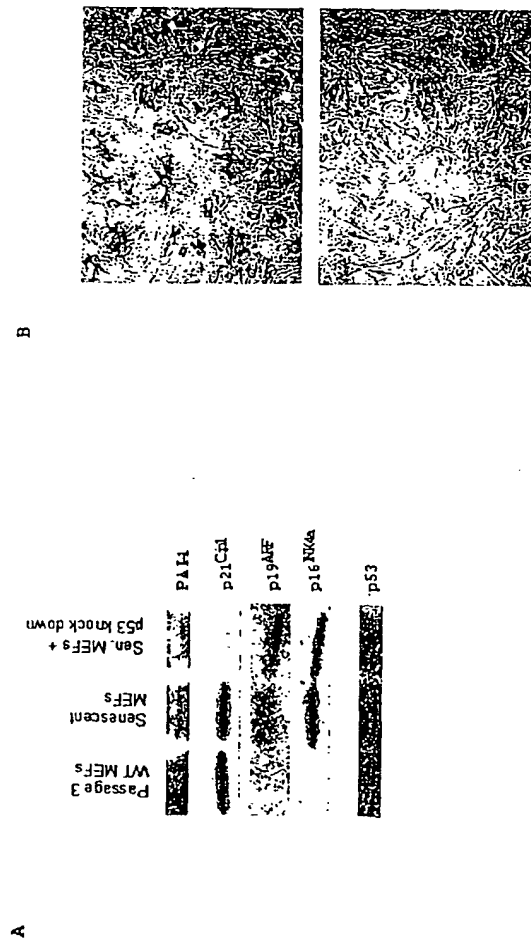 A
Passage 3
WT MEFs
Senescent
MEFs
Sen. MEFs +
p53 knock down
PAI-1
p21Cip1
p19ARF
p16INK4a
p53
B